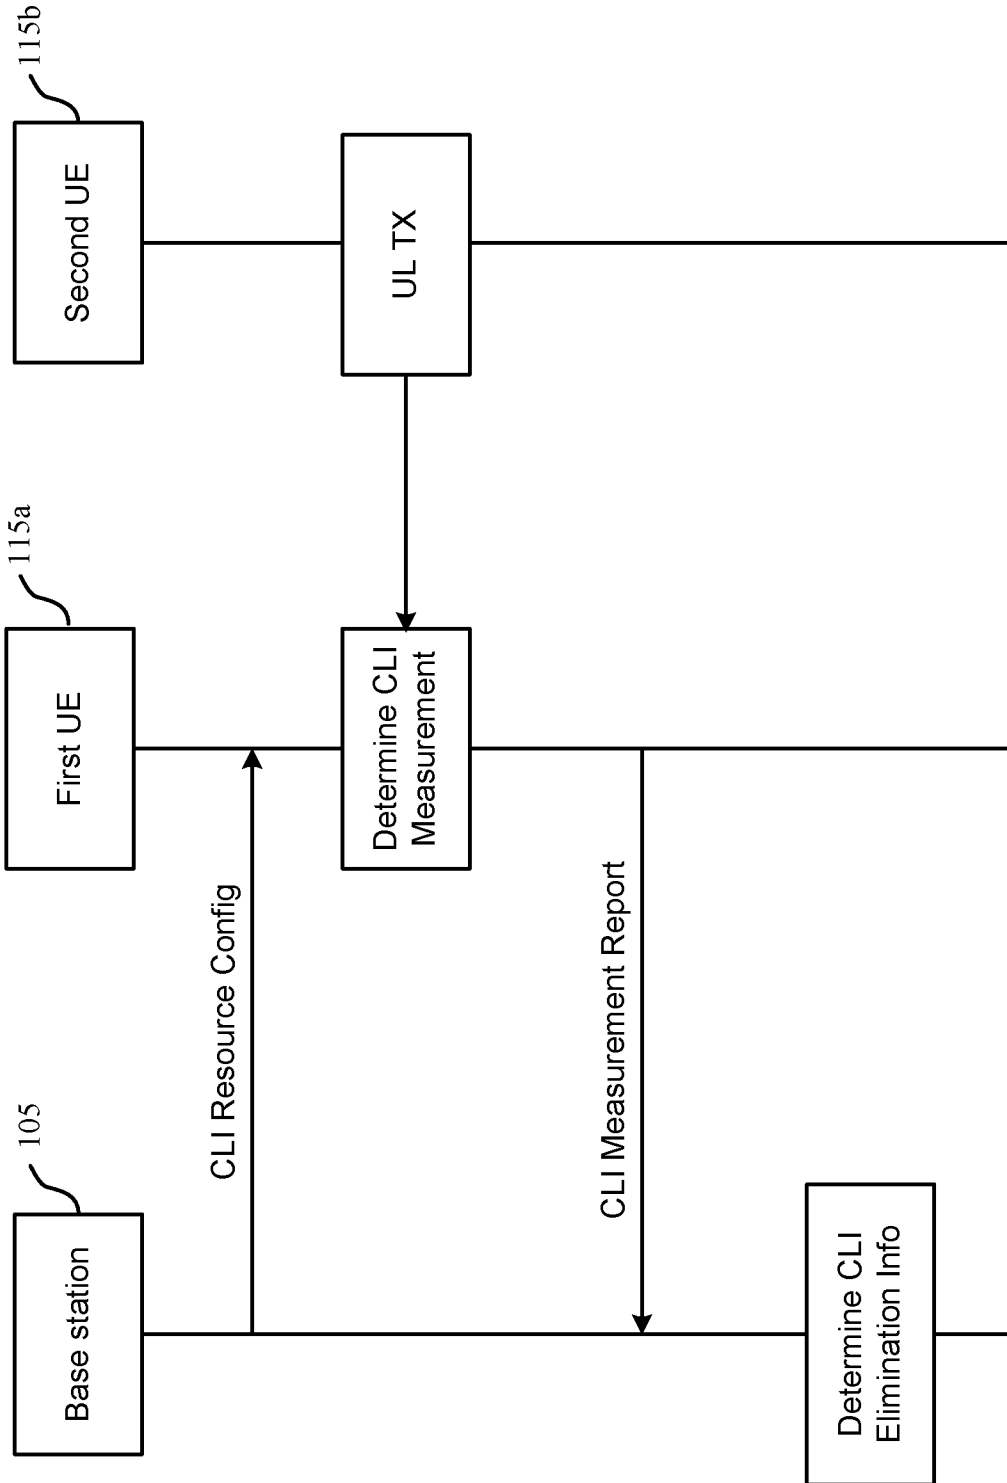 Base station
105
First UE
115a
Second UE
115b
CLI Resource Config
Determine CLI
Measurement
UL TX
CLI Measurement Report
Determine CLI
Elimination Info